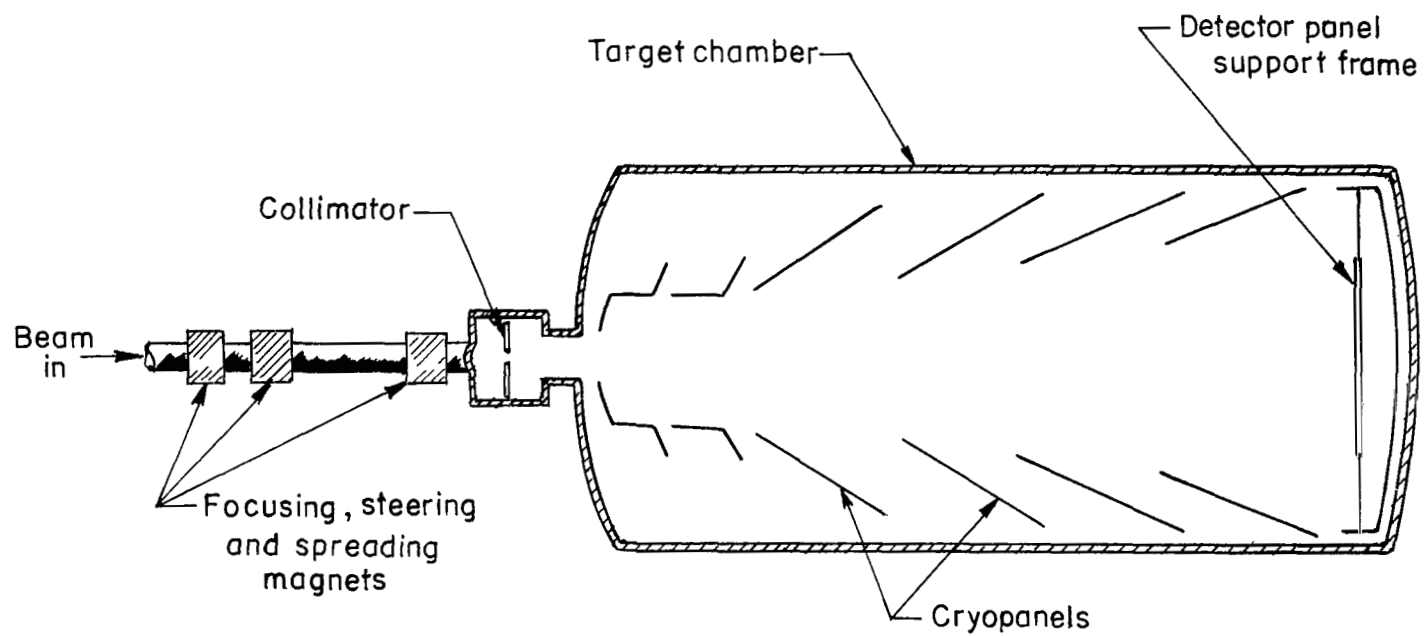 Detector panel
support frame
Target chamber
Collimator
Beam
in
Focusing, steering
and spreading
magnets
Cryopanels